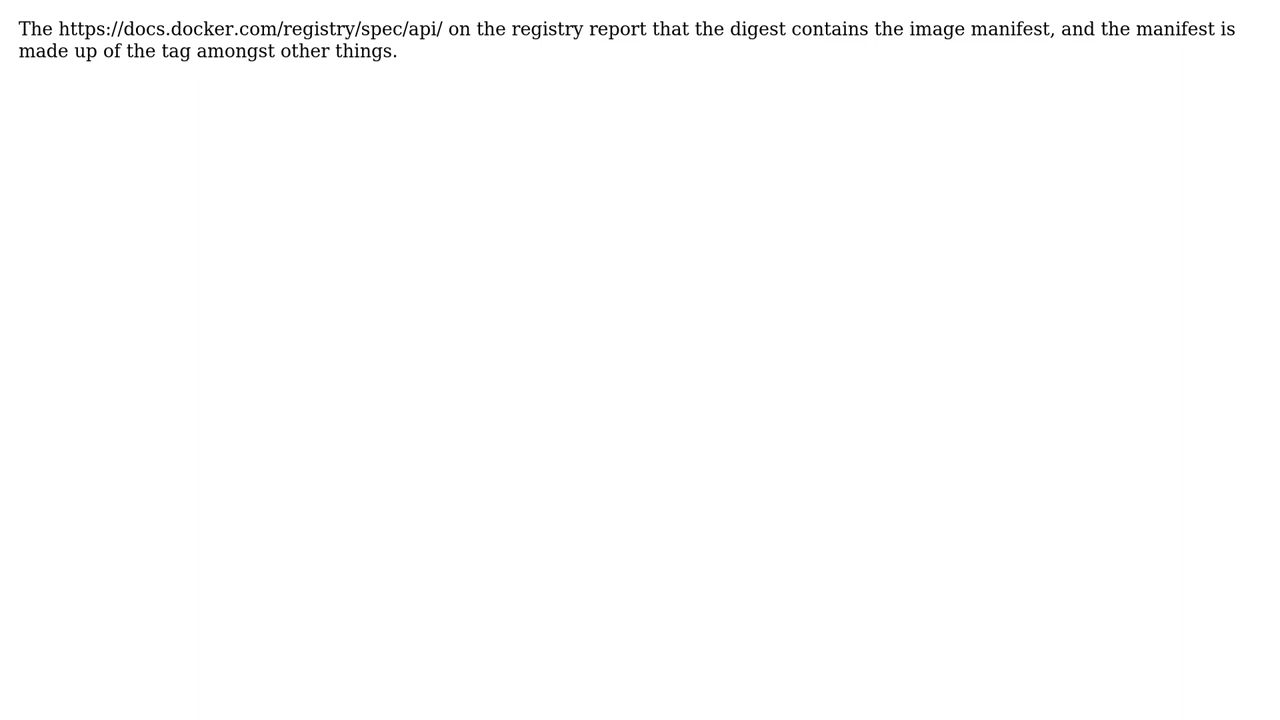 The https://docs.docker.com/registry/spec/api/ on the registry report that the digest contains the image manifest, and the manifest is
made up of the tag amongst other things.